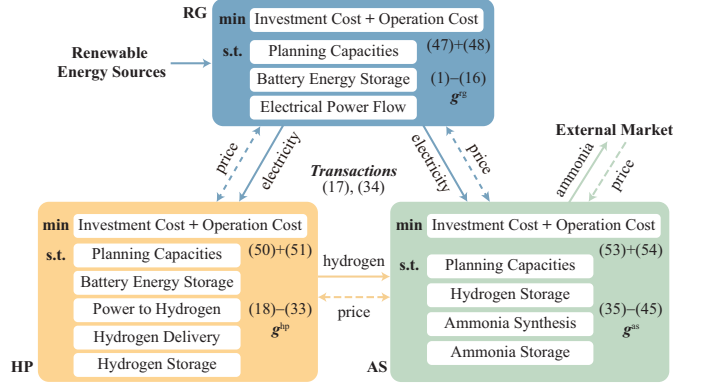 RG
min Investment Cost + Operation Cost
s.t. Planning Capacities (47)+(48)
Battery Energy Storage (1)−(16)
Electrical Power Flow g^rg
Renewable
Energy Sources
External Market
price
electricity
Transactions
(17), (34)
electricity
price
ammonia
price
min Investment Cost + Operation Cost
s.t. Planning Capacities (50)+(51)
Battery Energy Storage
Power to Hydrogen (18)−(33)
Hydrogen Delivery g^hp
Hydrogen Storage
HP
hydrogen
price
min Investment Cost + Operation Cost
(53)+(54)
s.t. Planning Capacities
Hydrogen Storage (35)−(45)
Ammonia Synthesis g^as
Ammonia Storage
AS